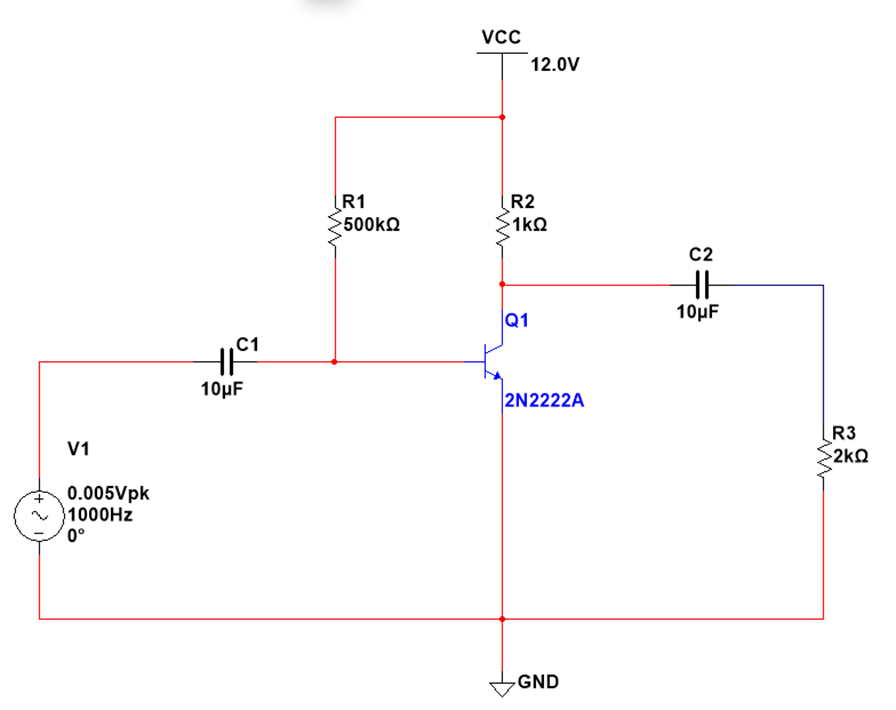 VCC
12.0V
R1
500kΩ
R2
1kΩ
C2
10µF
Q1
2N2222A
C1
10µF
R3
2kΩ
V1
0.005Vpk
1000Hz
0°
GND